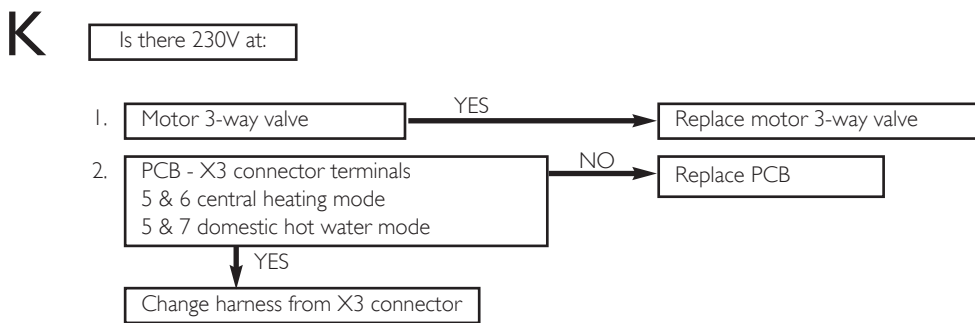 K
Is there 230V at:
1. Motor 3-way valve
YES
Replace motor 3-way valve
2. PCB - X3 connector terminals
5 & 6 central heating mode
5 & 7 domestic hot water mode
NO
Replace PCB
YES
Change harness from X3 connector